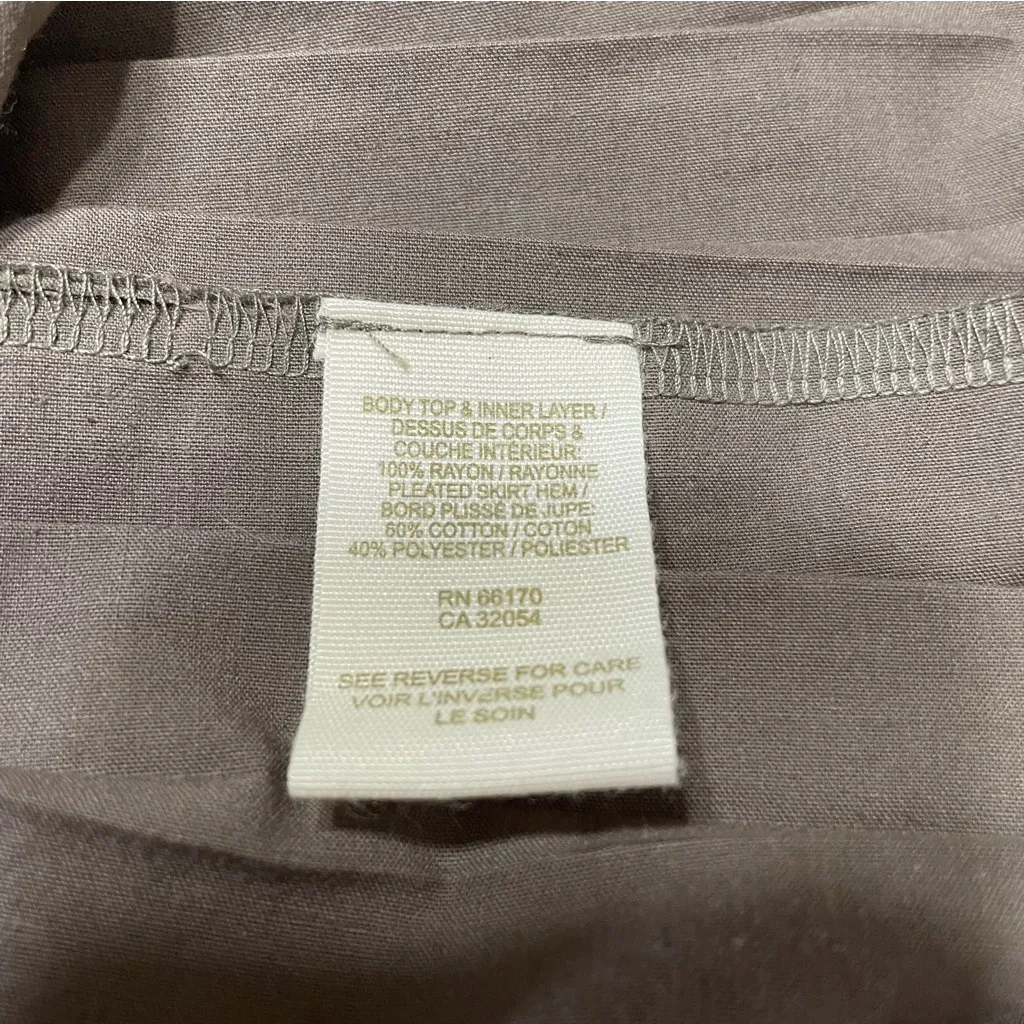 BODY TOP & INNER LAYER /
DESSUS DE CORPS &
COUCHE INTÉRIEUR:
100% RAYON / RAYONNE
PLEATED SKIRT HEM /
BORD PLISSÉ DE JUPE:
60% COTTON / COTON
40% POLYESTER / POLIESTER
RN 66170
CA 32054
SEE REVERSE FOR CARE
VOIR L'INVERSE POUR
LE SOIN